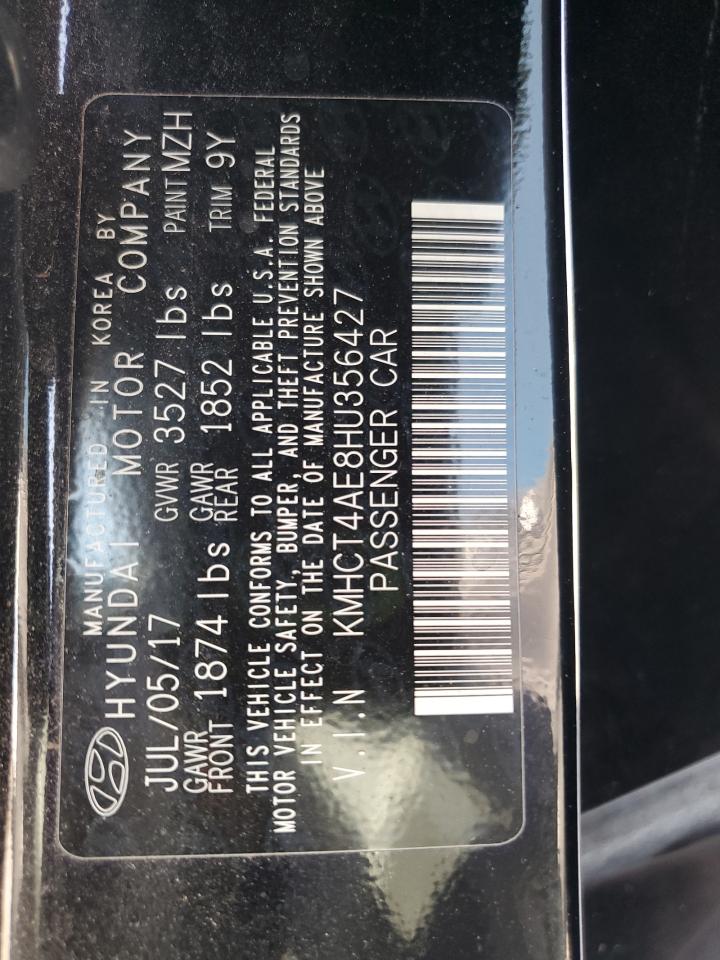 MANUFACTURED IN KOREA BY
HYUNDAI MOTOR COMPANY
JUL/05/17 GVWR 3527 lbs PAINT MZH
GAWR FRONT 1874 lbs GAWR REAR 1852 lbs TRIM 9Y
THIS VEHICLE CONFORMS TO ALL APPLICABLE U.S.A. FEDERAL
MOTOR VEHICLE SAFETY, BUMPER, AND THEFT PREVENTION STANDARDS
IN EFFECT ON THE DATE OF MANUFACTURE SHOWN ABOVE
V.I.N KMHCT4AE8HU356427
PASSENGER CAR